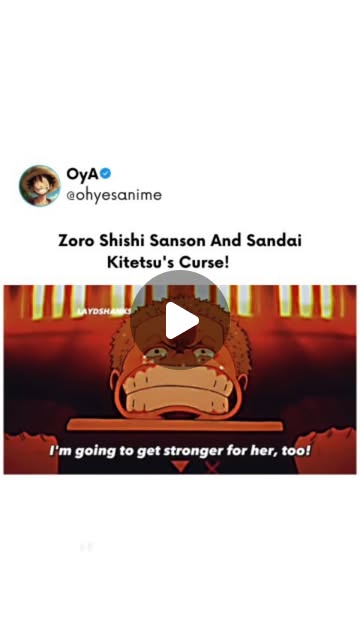 OyA
@ohyesanime
Zoro Shishi Sanson And Sandai
Kitetsu's Curse!
LAYDSHANKS
I'm going to get stronger for her, too!